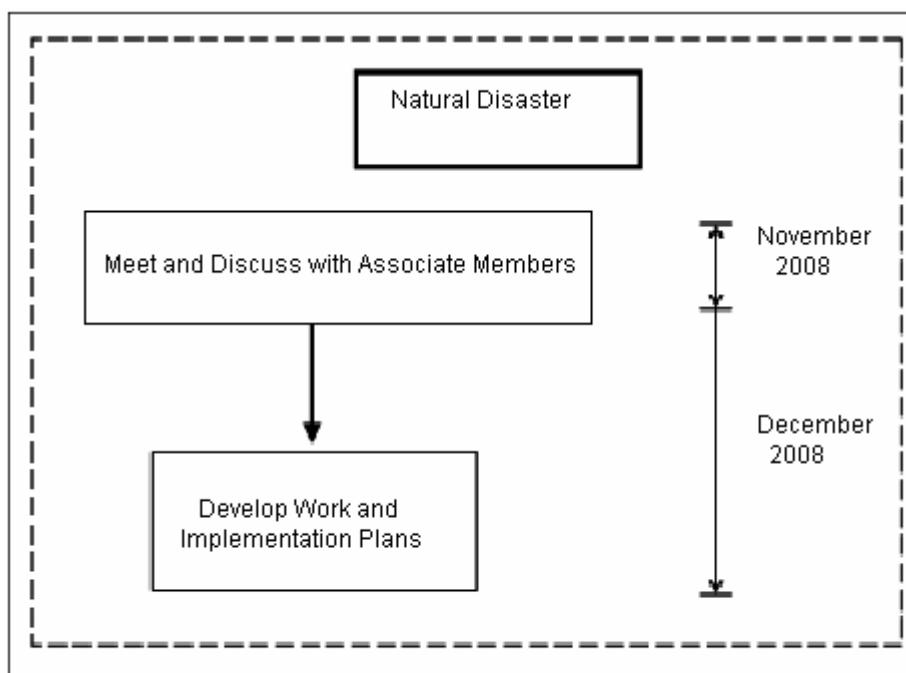 Natural Disaster
Meet and Discuss with Associate Members
November
2008
December
2008
Develop Work and
Implementation Plans